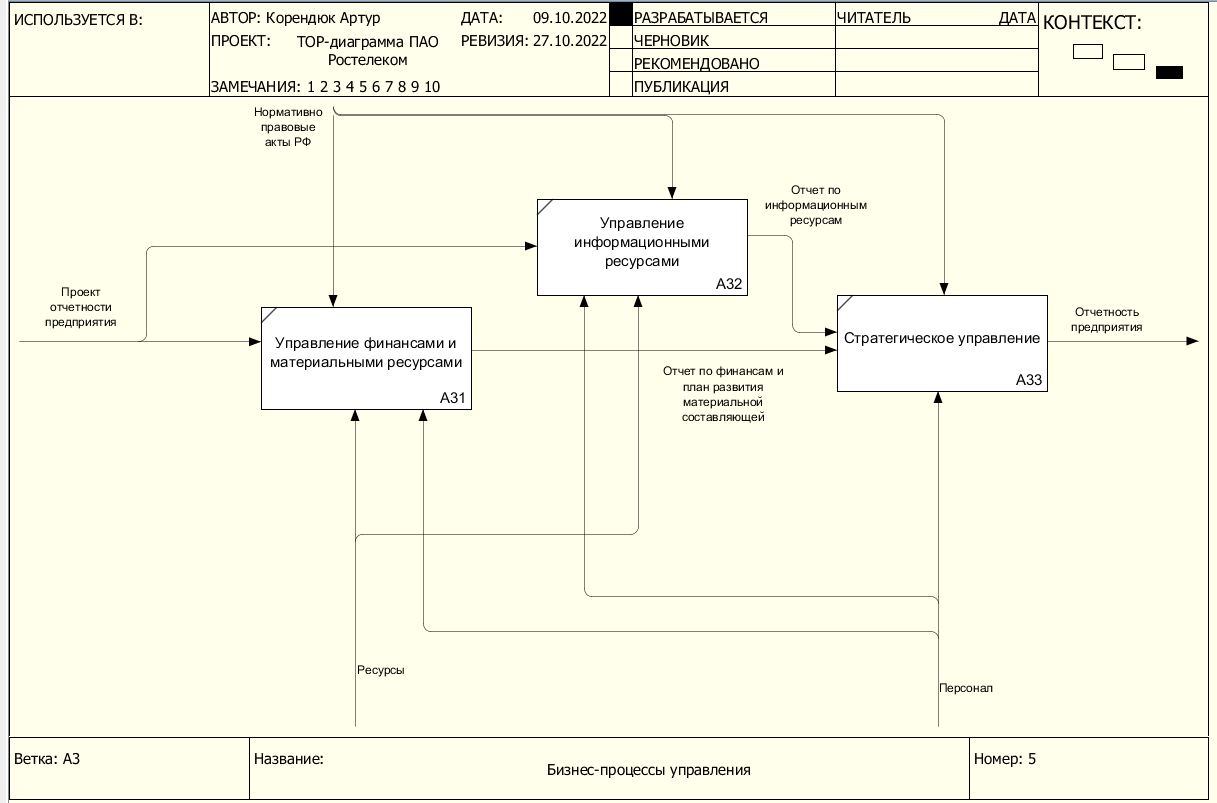 ИСПОЛЬЗУЕТСЯ В:
АВТОР: Корендюк Артур
ДАТА: 09.10.2022
ПРОЕКТ: TOP-диаграмма ПАО
Ростелеком
РЕВИЗИЯ: 27.10.2022
ЗАМЕЧАНИЯ: 1 2 3 4 5 6 7 8 9 10
РАЗРАБАТЫВАЕТСЯ
ЧЕРНОВИК
РЕКОМЕНДОВАНО
ПУБЛИКАЦИЯ
ЧИТАТЕЛЬ ДАТА
КОНТЕКСТ:
Нормативно
правовые
акты РФ
Отчет по
информационным
ресурсам
Управление
информационными
ресурсами
A32
Проект
отчетности
предприятия
Управление финансами и
материальными ресурсами
A31
Стратегическое управление
A33
Отчетность
предприятия
Отчет по финансам и
план развития
материальной
составляющей
Ресурсы
Персонал
Ветка: A3
Название:
Бизнес-процессы управления
Номер: 5